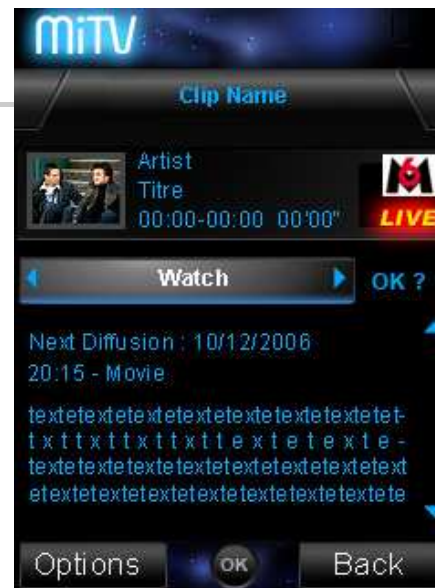 MiTV
Clip Name
Artist
Titre
00:00-00:00 00'00"
M6
LIVE
Watch
OK ?
Next Diffusion : 10/12/2006
20:15 - Movie
textetextetextetextetextetextetextetet-
t x t t x t t x t t x t t e x t e t e x t e -
textetextetextetextetextetextetextetext
etextetextetextetextetextetextetextete
Options
OK
Back